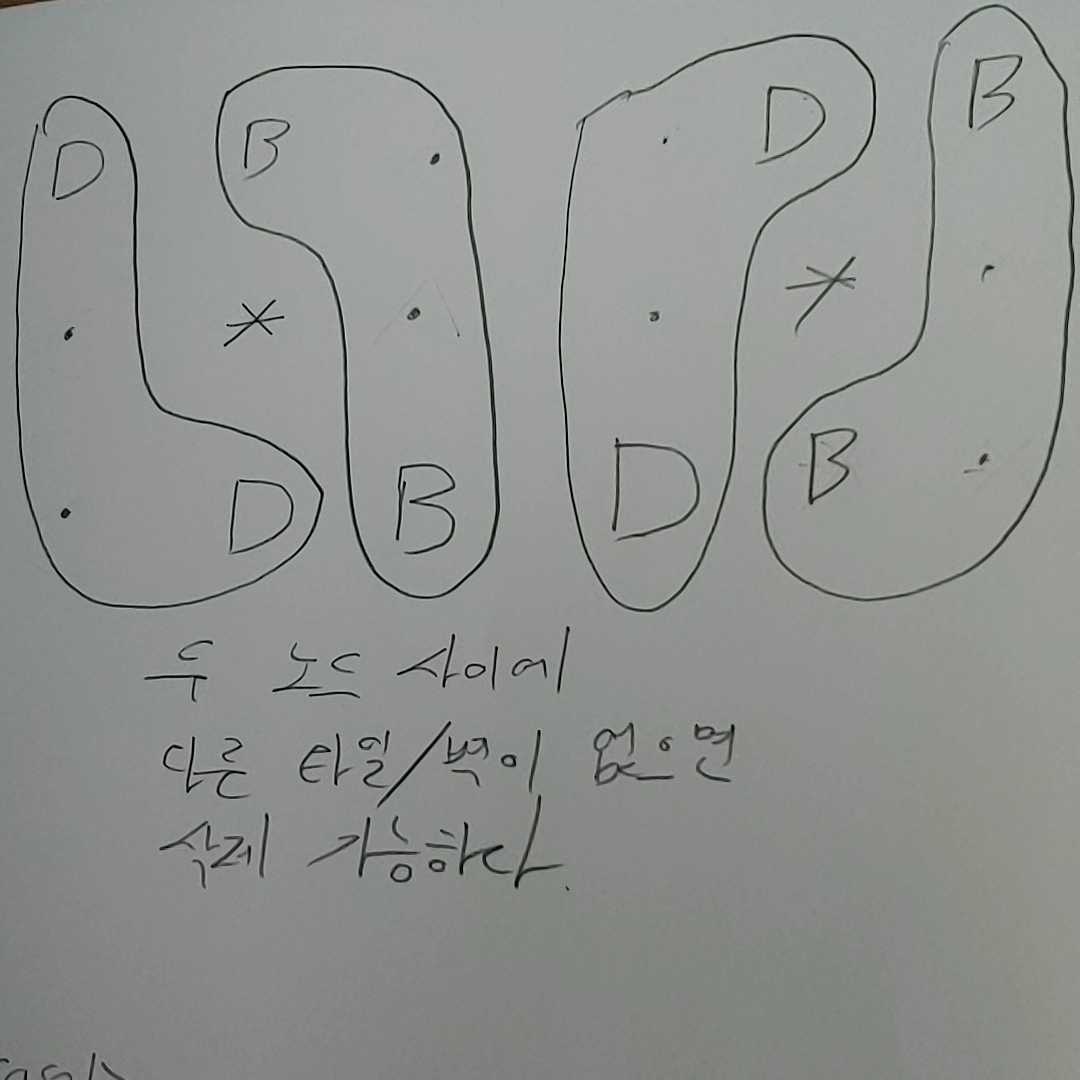 D B . D B
. * . . * .
. D B D B .
두 노드 사이에
다른 타일/벽이 없으면
삭제 가능하다.